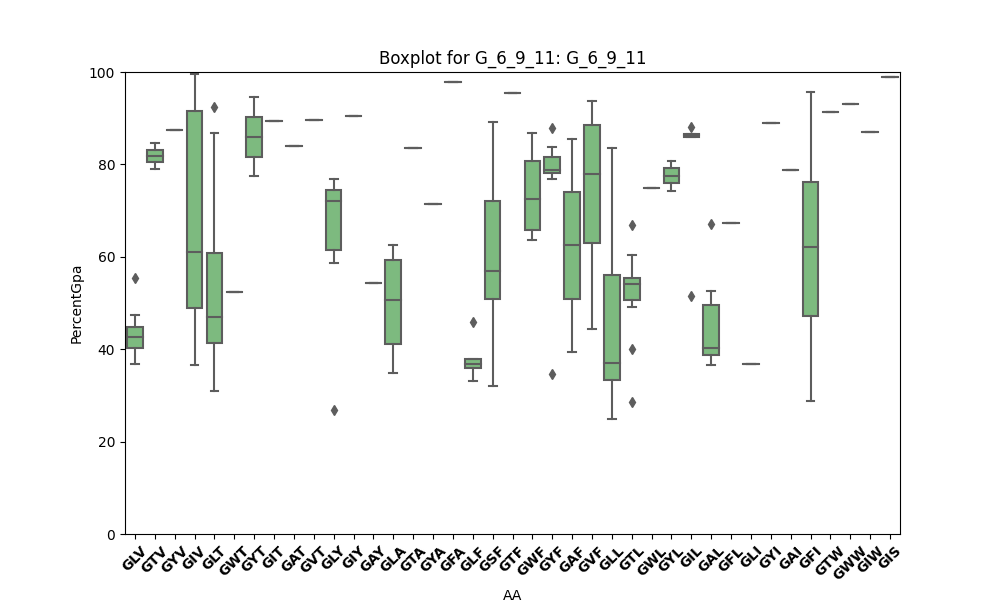 Boxplot for G_6_9_11: G_6_9_11
PercentGpa
100
80
60
40
20
0
GLV GTV GYV GIV GLT GWT GYT GIT GAT GVT GLY GIY GAY GLA GTA GYA GFA GLF GSF GTF GWF GYF GAF GVF GLL GTL GWL GYL GIL GAL GFL GLI GYI GAI GFI GTW GWW GIW GIS
AA